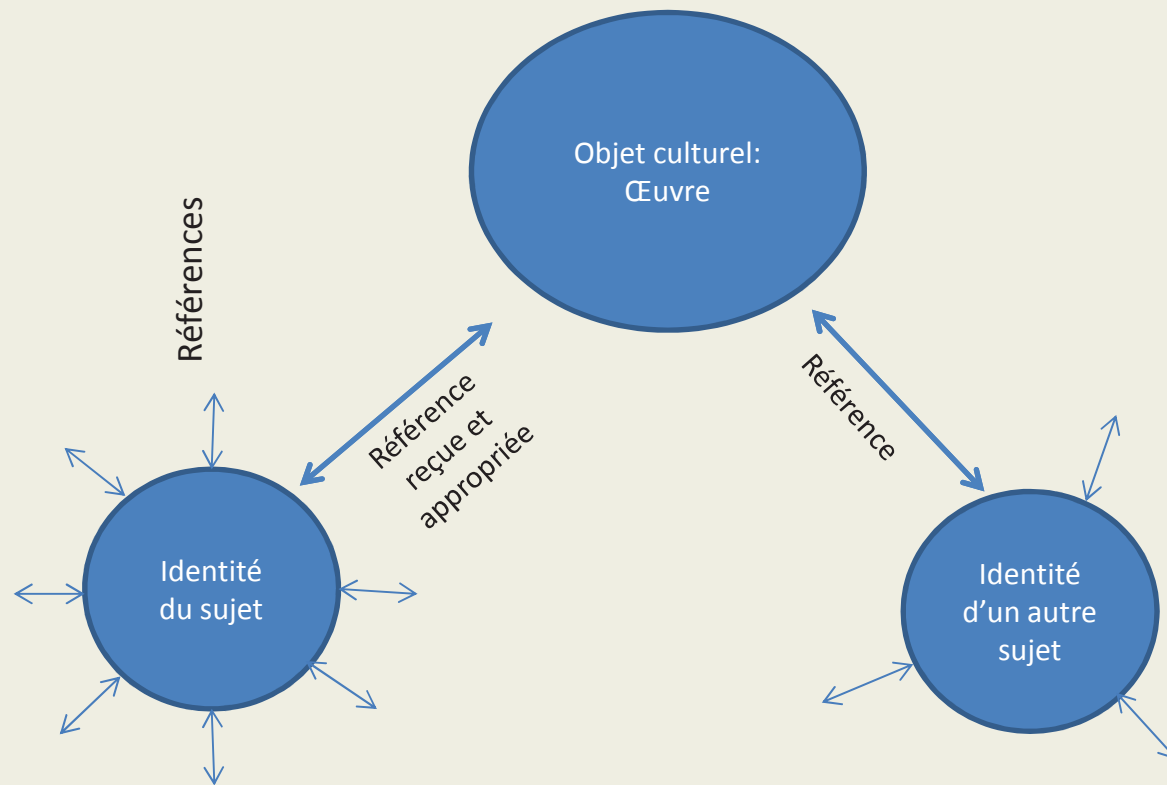 Objet culturel:
Œuvre
Références
Référence
reçue et
appropriée
Référence
Identité
du sujet
Identité
d’un autre
sujet